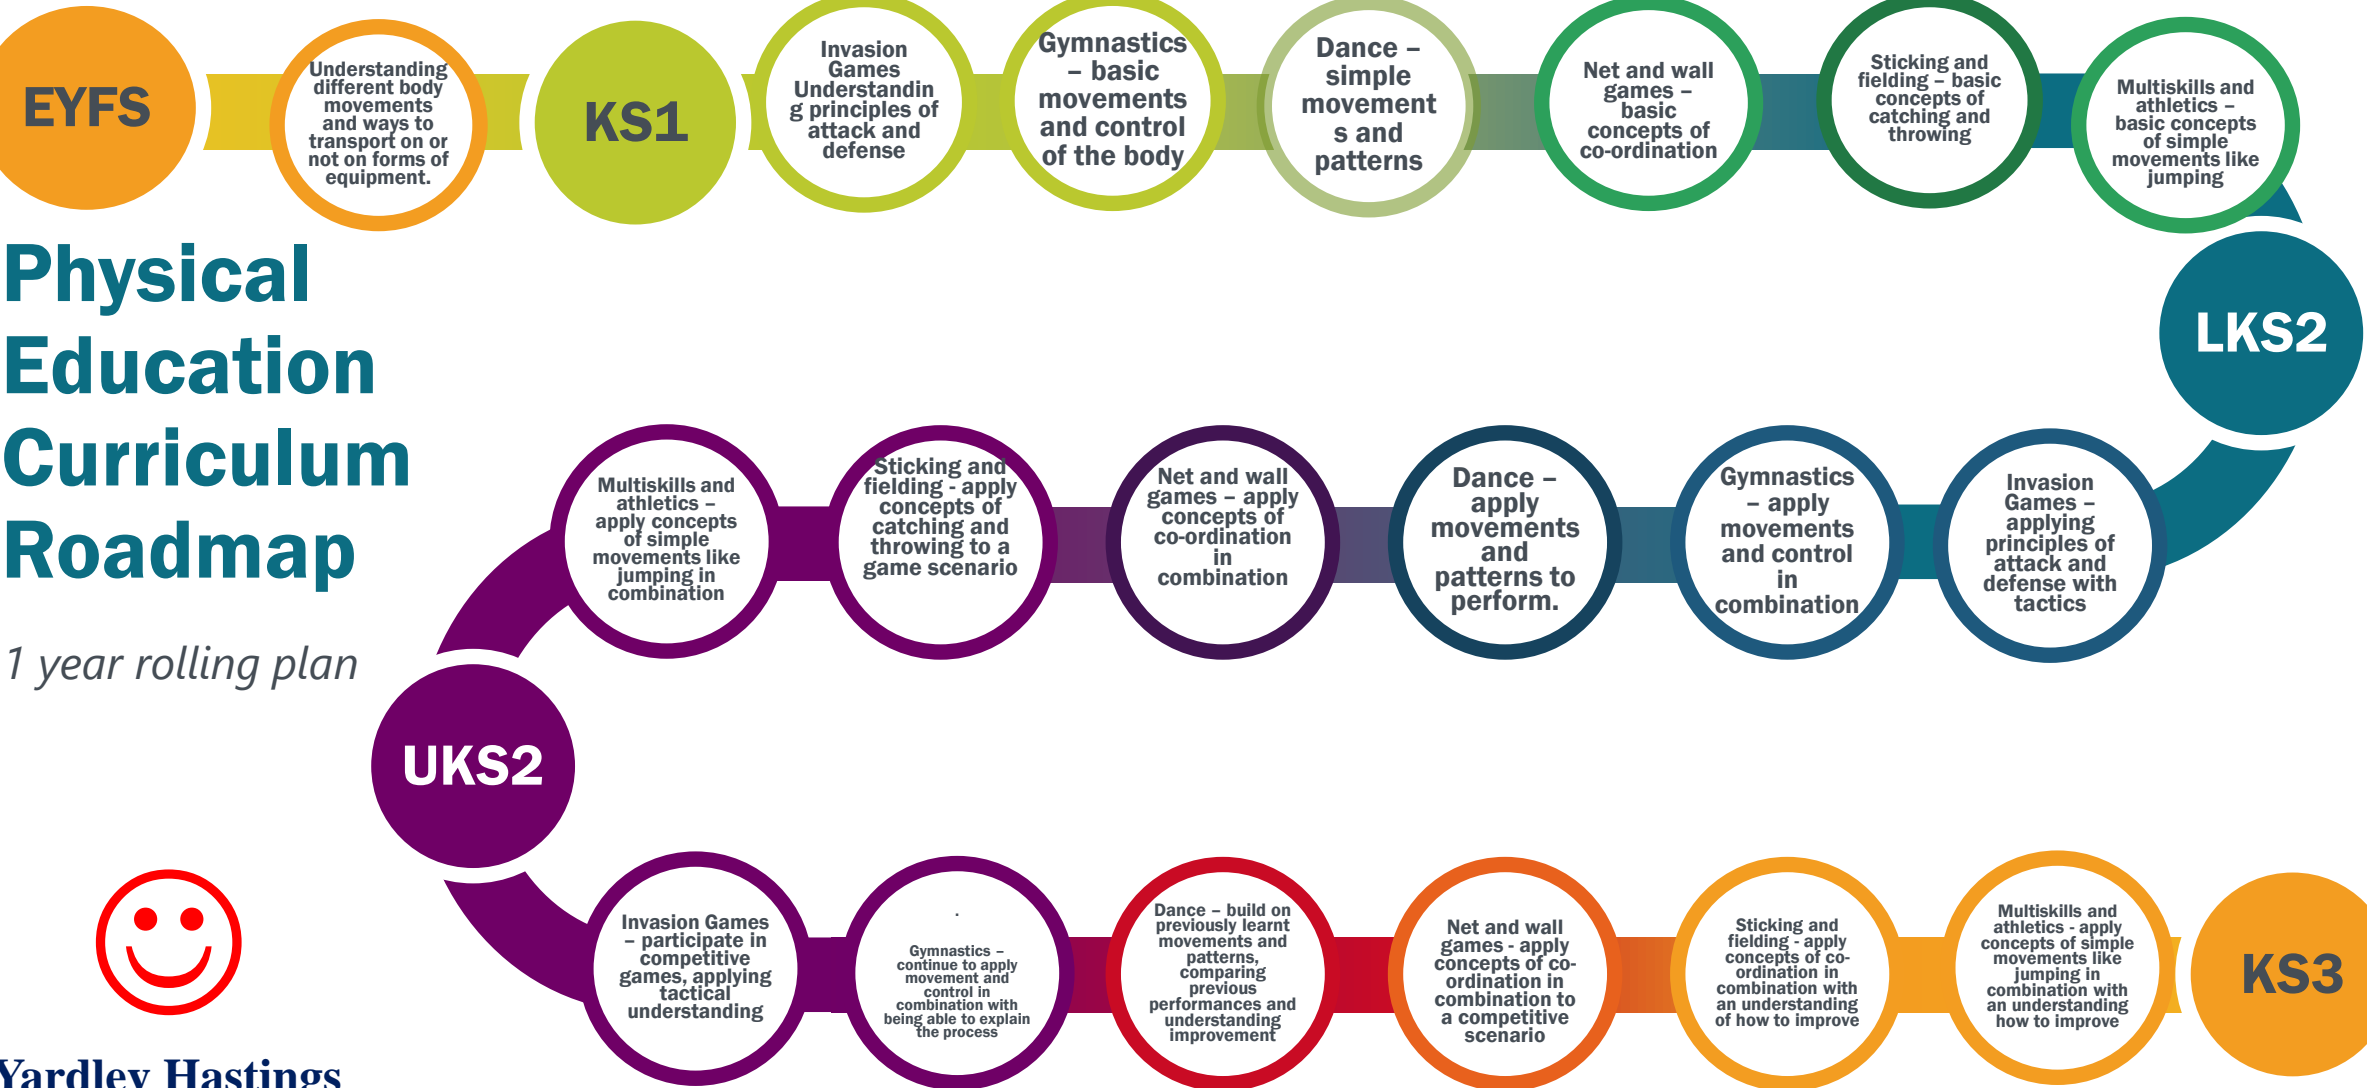 EYFS
Understanding
different body
movements
and ways to
transport on or
not on forms of
equipment.
KS1
Invasion
Games
Understandin
g principles of
attack and
defense
Gymnastics
– basic
movements
and control
of the body
Dance –
simple
movement
s and
patterns
Net and wall
games –
basic
concepts of
co-ordination
Sticking and
fielding – basic
concepts of
catching and
throwing
Multiskills and
athletics –
basic concepts
of simple
movements like
jumping
Physical
Education
Curriculum
Roadmap
1 year rolling plan
LKS2
Invasion
Games –
applying
principles of
attack and
defense with
tactics
Gymnastics
– apply
movements
and control
in
combination
Dance –
apply
movements
and
patterns to
perform.
Net and wall
games – apply
concepts of
co-ordination
in
combination
Sticking and
fielding - apply
concepts of
catching and
throwing to a
game scenario
Multiskills and
athletics –
apply concepts
of simple
movements like
jumping in
combination
UKS2
Invasion Games
– participate in
competitive
games, applying
tactical
understanding
.
Gymnastics –
continue to apply
movement and
control in
combination with
being able to explain
the process
Dance – build on
previously learnt
movements and
patterns,
comparing
previous
performances and
understanding
improvement
Net and wall
games - apply
concepts of co-
ordination in
combination to
a competitive
scenario
Sticking and
fielding - apply
concepts of co-
ordination in
combination with
an understanding
of how to improve
Multiskills and
athletics - apply
concepts of simple
movements like
jumping in
combination with
an understanding
how to improve
KS3
Yardley Hastings